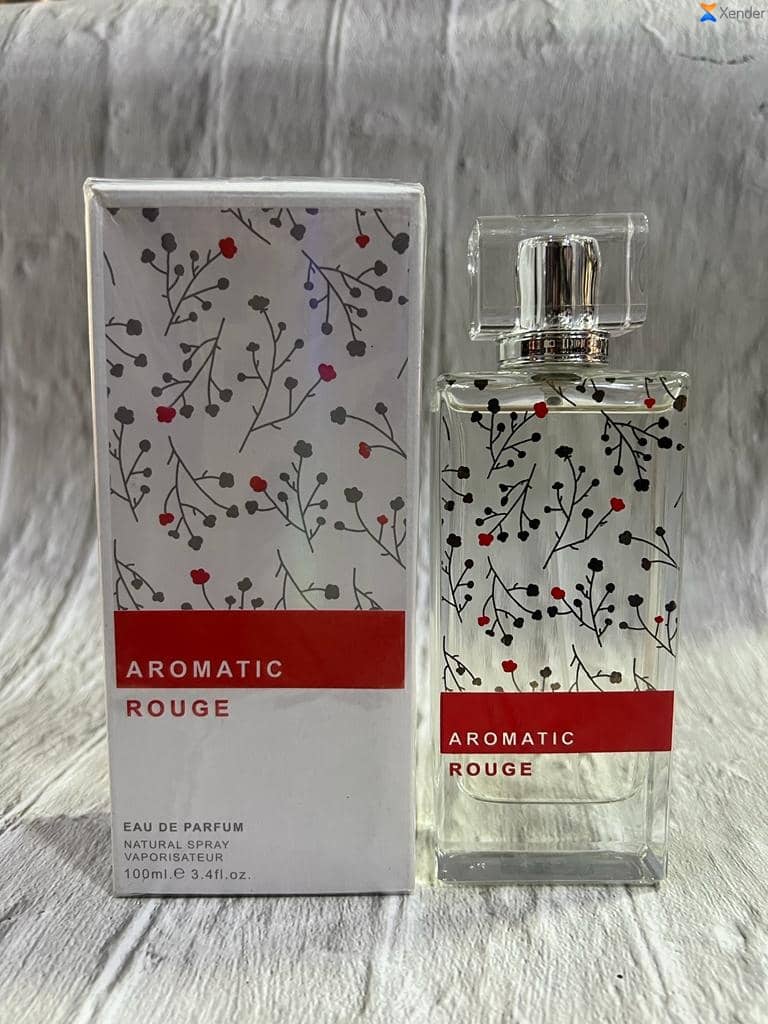 Xender
AROMATIC
ROUGE
EAU DE PARFUM
NATURAL SPRAY
VAPORISATEUR
100ml.℮ 3.4fl.oz.
AROMATIC
ROUGE